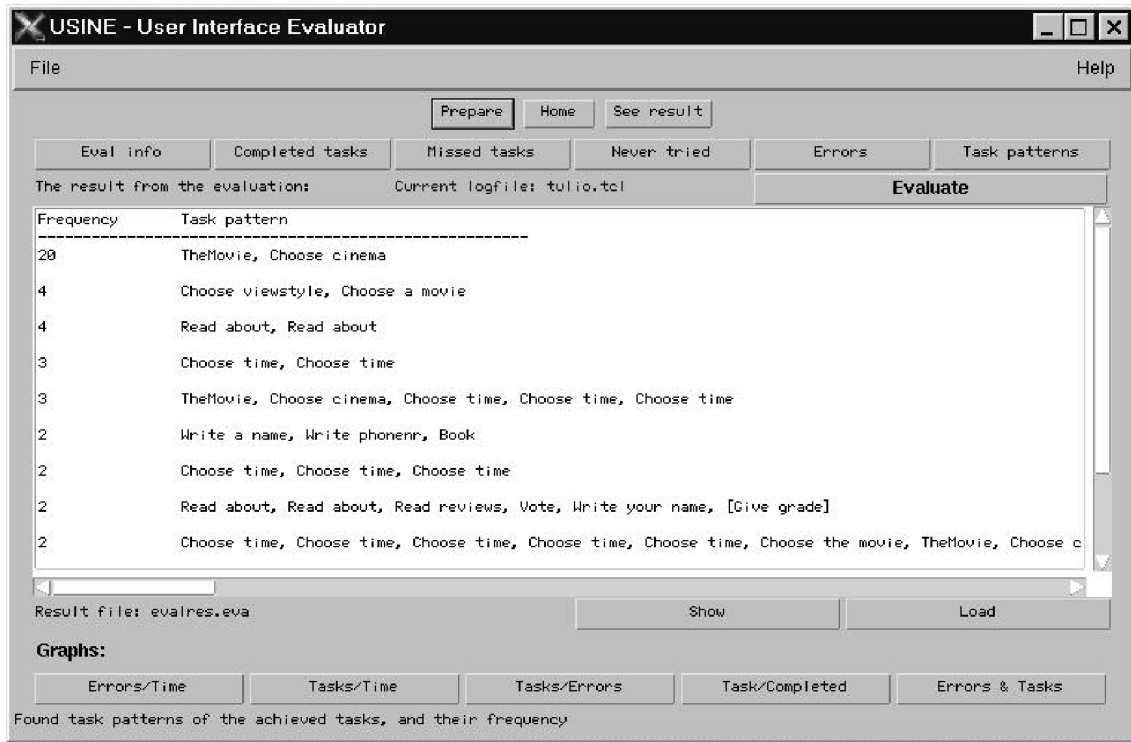 USINE - User Interface Evaluator
File Help
Prepare Home See result
Eval info Completed tasks Missed tasks Never tried Errors Task patterns
The result from the evaluation: Current logfile: tulio.tcl Evaluate
Frequency Task pattern
------------------------------------------------------
20 TheMovie, Choose cinema
4 Choose viewstyle, Choose a movie
4 Read about, Read about
3 Choose time, Choose time
3 TheMovie, Choose cinema, Choose time, Choose time, Choose time
2 Write a name, Write phonenr, Book
2 Choose time, Choose time, Choose time
2 Read about, Read about, Read reviews, Vote, Write your name, [Give grade]
2 Choose time, Choose time, Choose time, Choose time, Choose time, Choose the movie, TheMovie, Choose c
Result file: evalres.eva Show Load
Graphs:
Errors/Time Tasks/Time Tasks/Errors Task/Completed Errors & Tasks
Found task patterns of the achieved tasks, and their frequency